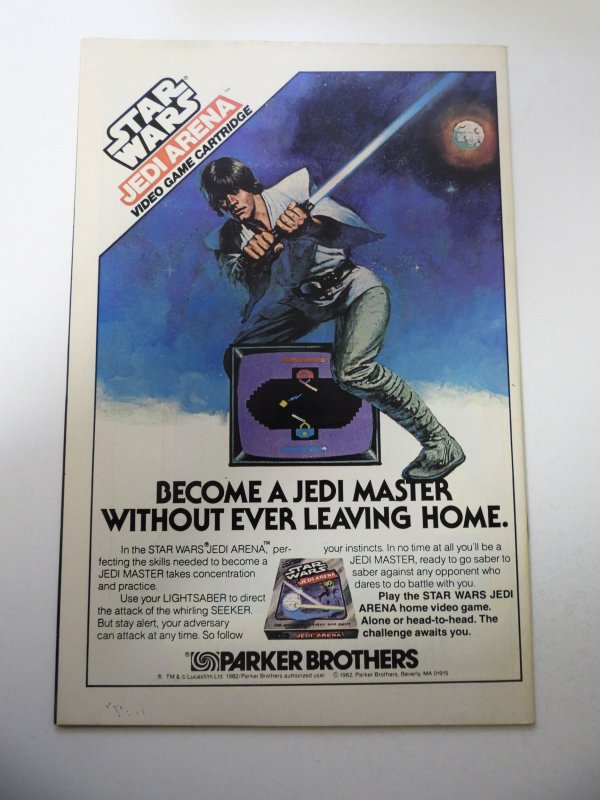 STAR
WARS®
JEDI ARENA™
VIDEO GAME CARTRIDGE
BECOME A JEDI MASTER
WITHOUT EVER LEAVING HOME.
In the STAR WARS® JEDI ARENA,™ per-
fecting the skills needed to become a
JEDI MASTER takes concentration
and practice.
Use your LIGHTSABER to direct
the attack of the whirling SEEKER.
But stay alert, your adversary
can attack at any time. So follow
your instincts. In no time at all you'll be a
JEDI MASTER, ready to go saber to
saber against any opponent who
dares to do battle with you.
Play the STAR WARS JEDI
ARENA home video game.
Alone or head-to-head. The
challenge awaits you.
STAR
WARS
JEDI ARENA
JEDI ARENA
® PARKER BROTHERS
® TM & © Lucasfilm Ltd. 1982/Parker Brothers authorized user © 1982, Parker Brothers, Beverly, MA 01915